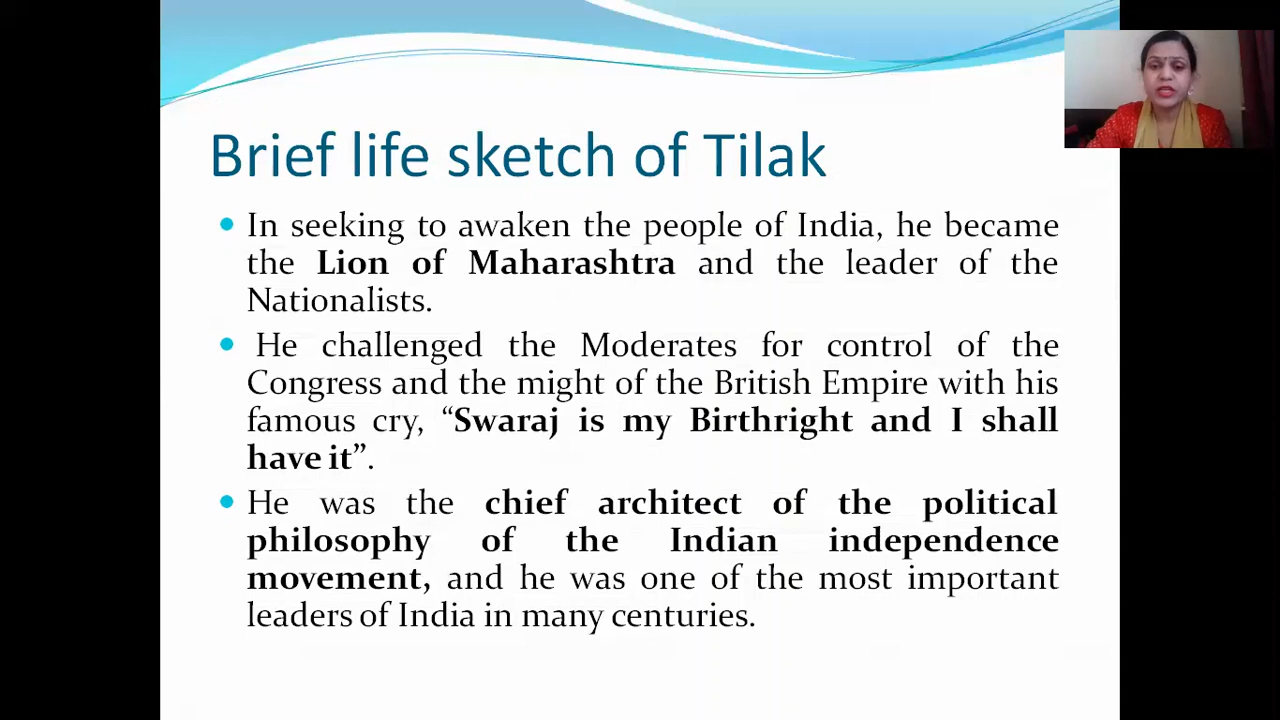 Brief life sketch of Tilak
• In seeking to awaken the people of India, he became
the Lion of Maharashtra and the leader of the
Nationalists.
• He challenged the Moderates for control of the
Congress and the might of the British Empire with his
famous cry, “Swaraj is my Birthright and I shall
have it”.
• He was the chief architect of the political
philosophy of the Indian independence
movement, and he was one of the most important
leaders of India in many centuries.